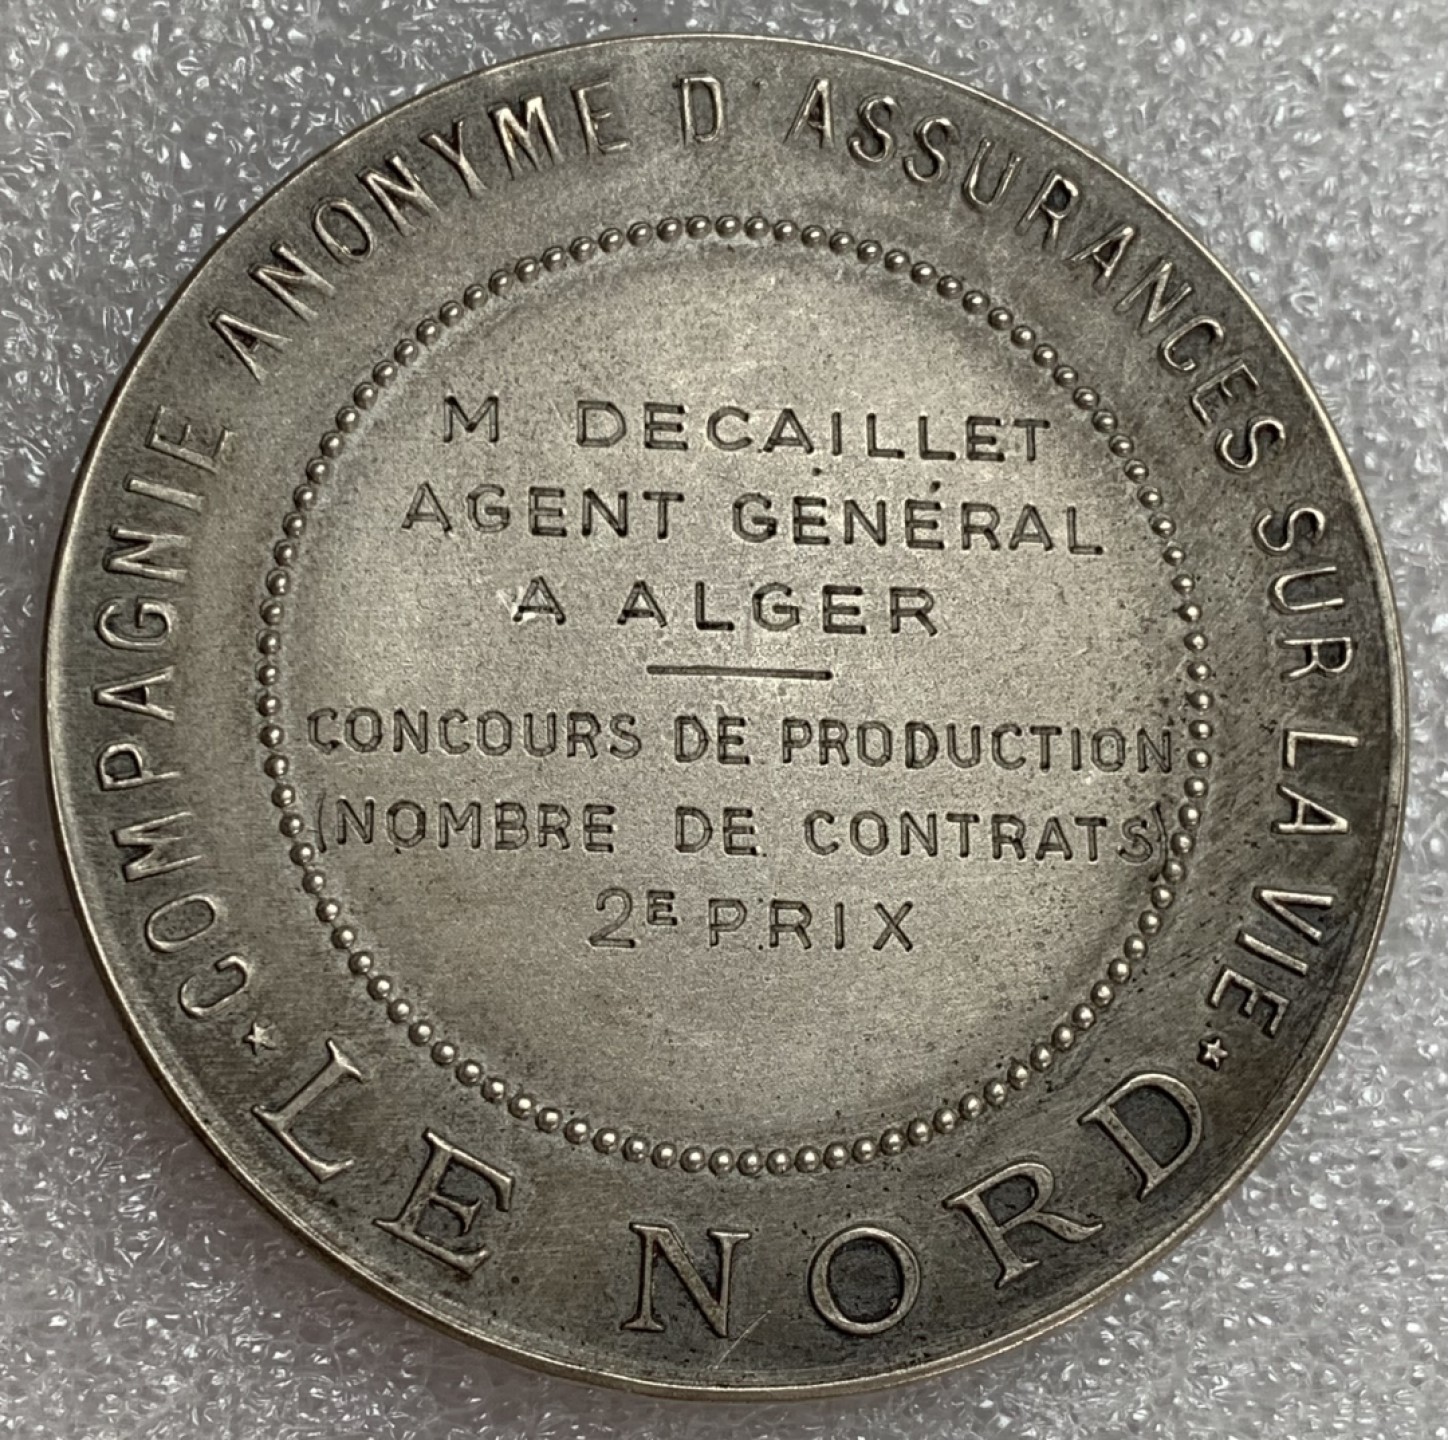 COMPAGNIE ANONYME D'ASSURANCES SUR LA VIE
M DECAILLET
AGENT GÉNÉRAL
A ALGER
CONCOURS DE PRODUCTION
(NOMBRE DE CONTRATS)
2E PRIX
LE NORD